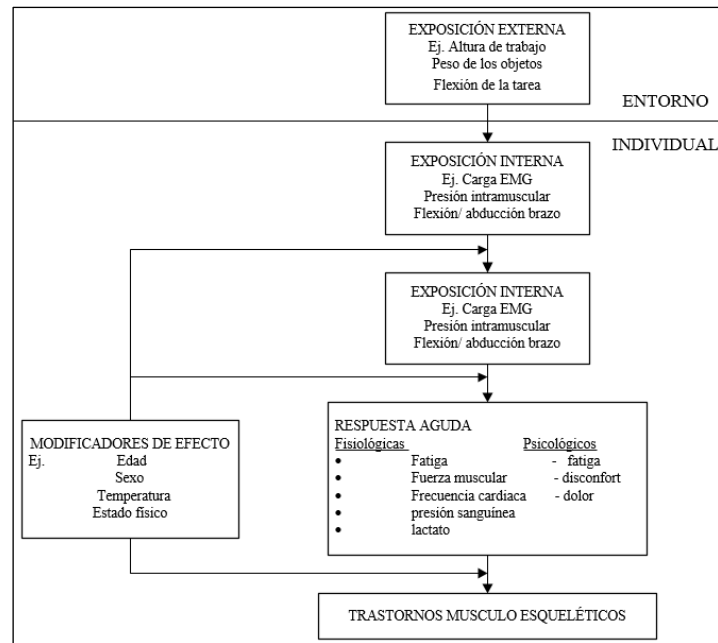 EXPOSICIÓN EXTERNA
Ej. Altura de trabajo
Peso de los objetos
Flexión de la tarea
ENTORNO
INDIVIDUAL
EXPOSICIÓN INTERNA
Ej. Carga EMG
Presión intramuscular
Flexión/ abducción brazo
EXPOSICIÓN INTERNA
Ej. Carga EMG
Presión intramuscular
Flexión/ abducción brazo
MODIFICADORES DE EFECTO
Ej. Edad
Sexo
Temperatura
Estado físico
RESPUESTA AGUDA
Fisiológicas Psicológicos
• Fatiga - fatiga
• Fuerza muscular - disconfort
• Frecuencia cardiaca - dolor
• presión sanguínea
• lactato
TRASTORNOS MUSCULO ESQUELÉTICOS